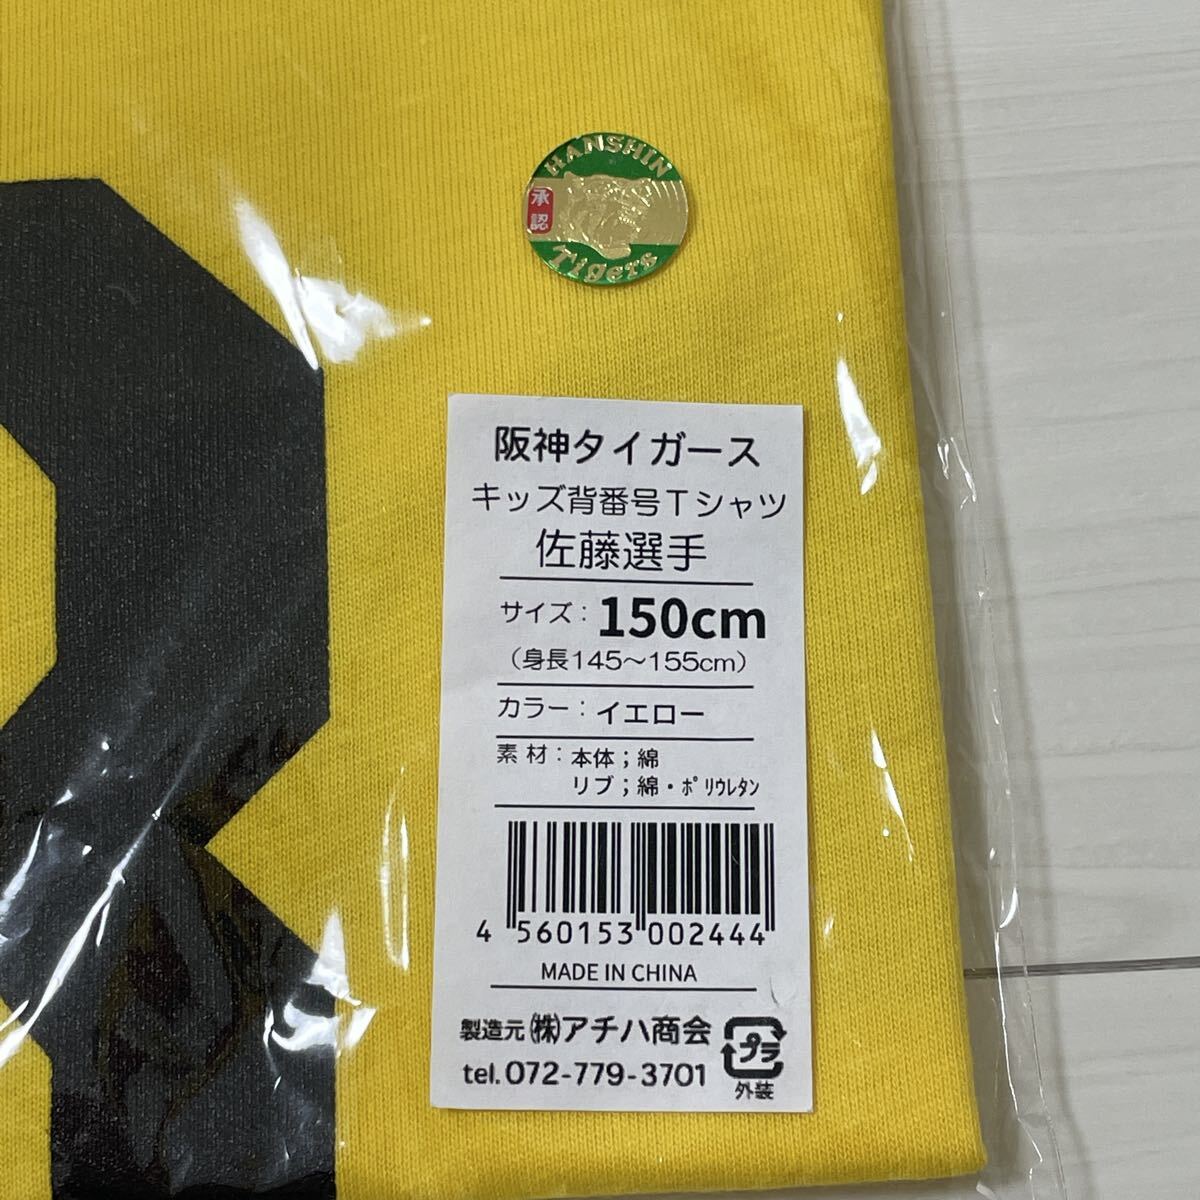 HANSHIN
承認
Tigers
阪神タイガース
キッズ背番号Tシャツ
佐藤選手
サイズ：150cm
（身長145～155cm）
カラー：イエロー
素材：本体；綿
リブ；綿・ﾎﾟﾘｳﾚﾀﾝ
4 560153 002444
MADE IN CHINA
製造元 ㈱アチハ商会
tel. 072-779-3701
プラ
外装